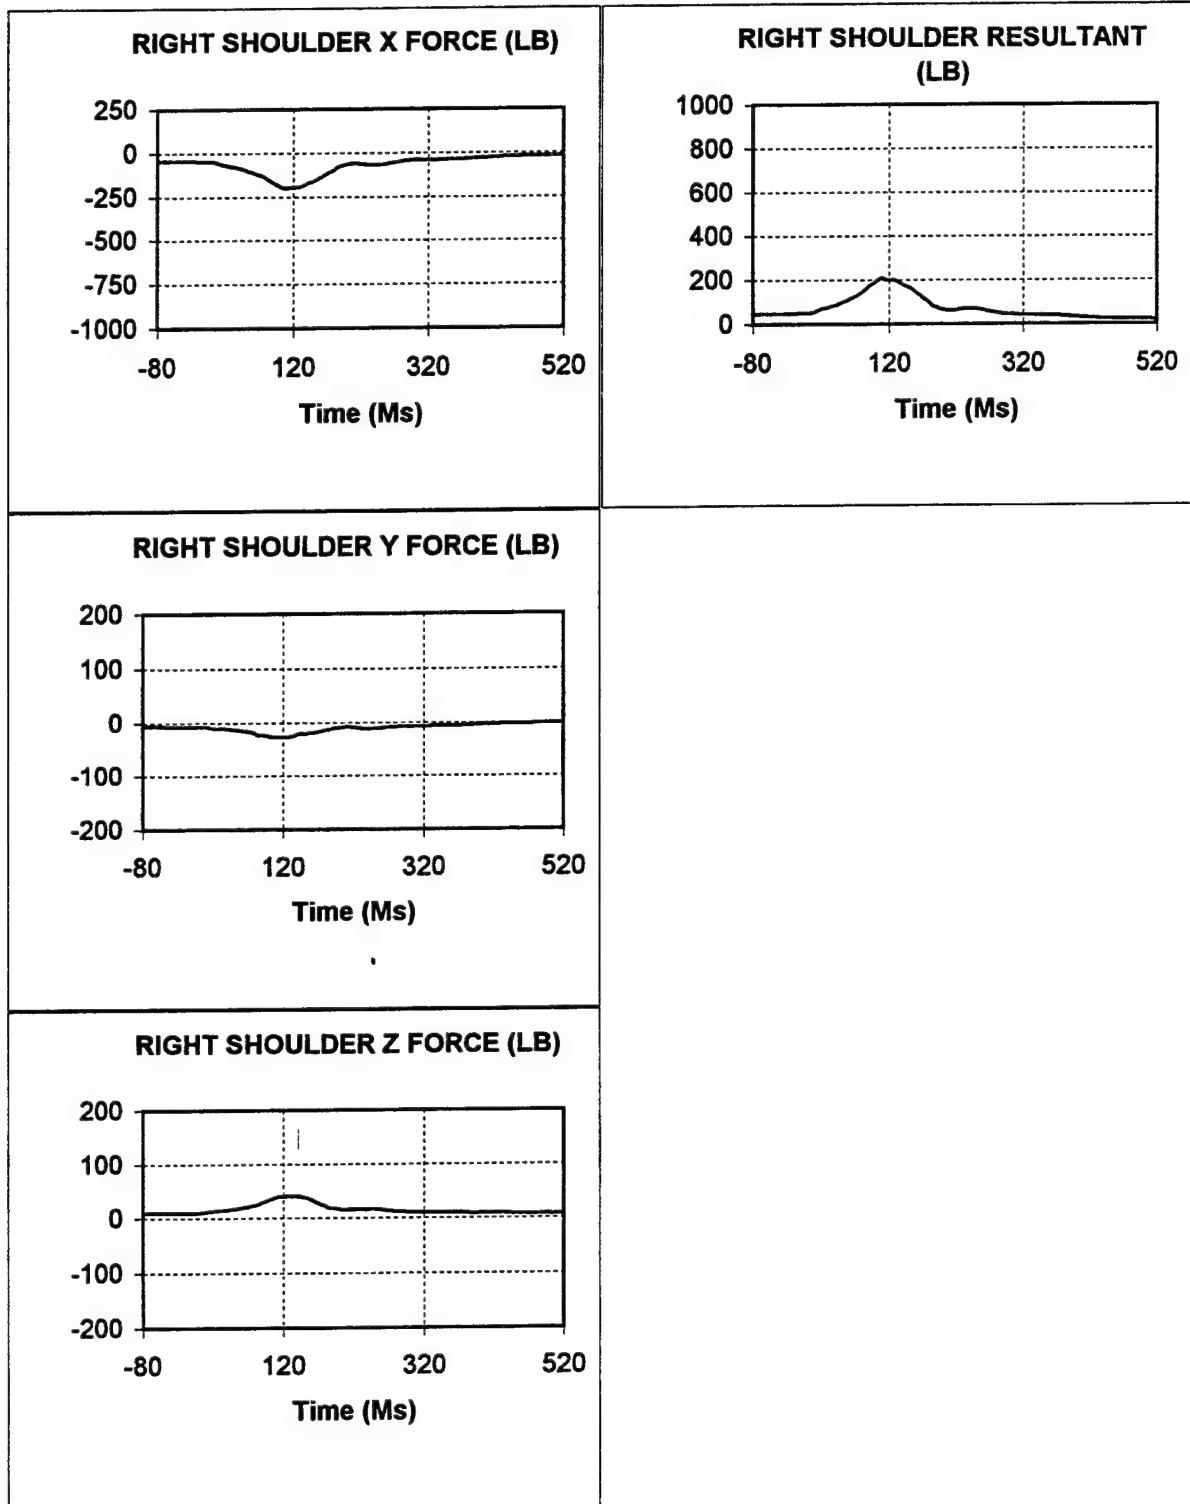 RIGHT SHOULDER X FORCE (LB)
250
0
-250
-500
-750
-1000
-80 120 320 520
Time (Ms)
RIGHT SHOULDER RESULTANT
(LB)
1000
800
600
400
200
0
-80 120 320 520
Time (Ms)
RIGHT SHOULDER Y FORCE (LB)
200
100
0
-100
-200
-80 120 320 520
Time (Ms)
RIGHT SHOULDER Z FORCE (LB)
200
100
0
-100
-200
-80 120 320 520
Time (Ms)